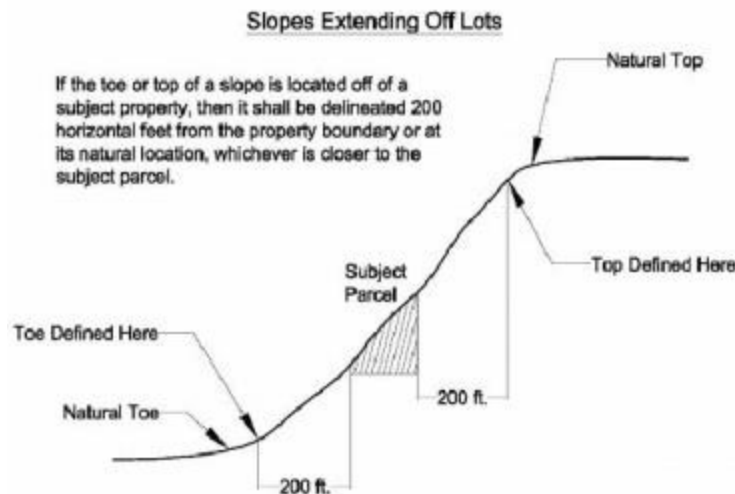 Slopes Extending Off Lots
Natural Top
If the toe or top of a slope is located off of a
subject property, then it shall be delineated 200
horizontal feet from the property boundary or at
its natural location, whichever is closer to the
subject parcel.
Subject
Parcel
Top Defined Here
Toe Defined Here
200 ft.
Natural Toe
200 ft.